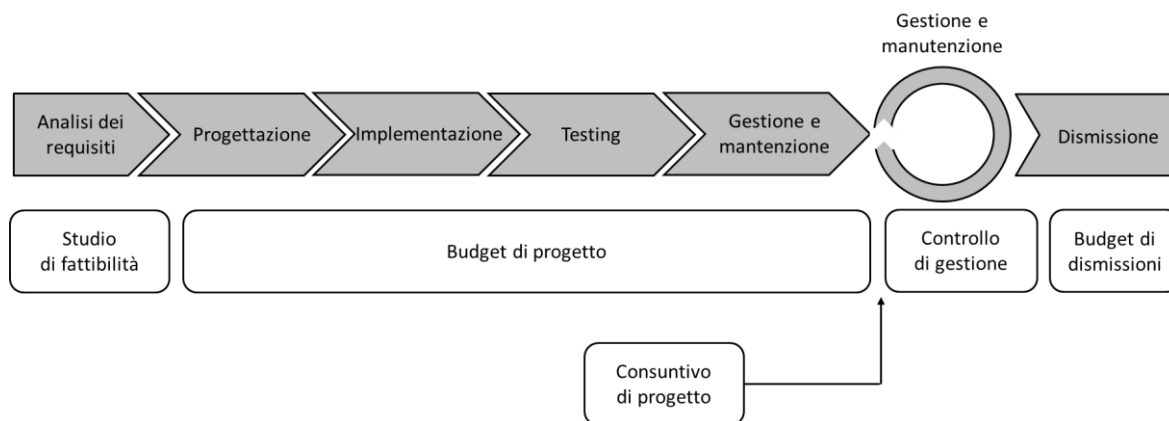 Gestione e
manutenzione
Analisi dei
requisiti
Progettazione
Implementazione
Testing
Gestione e
mantenzione
Dismissione
Studio
di fattibilità
Budget di progetto
Controllo
di gestione
Budget di
dismissioni
Consuntivo
di progetto